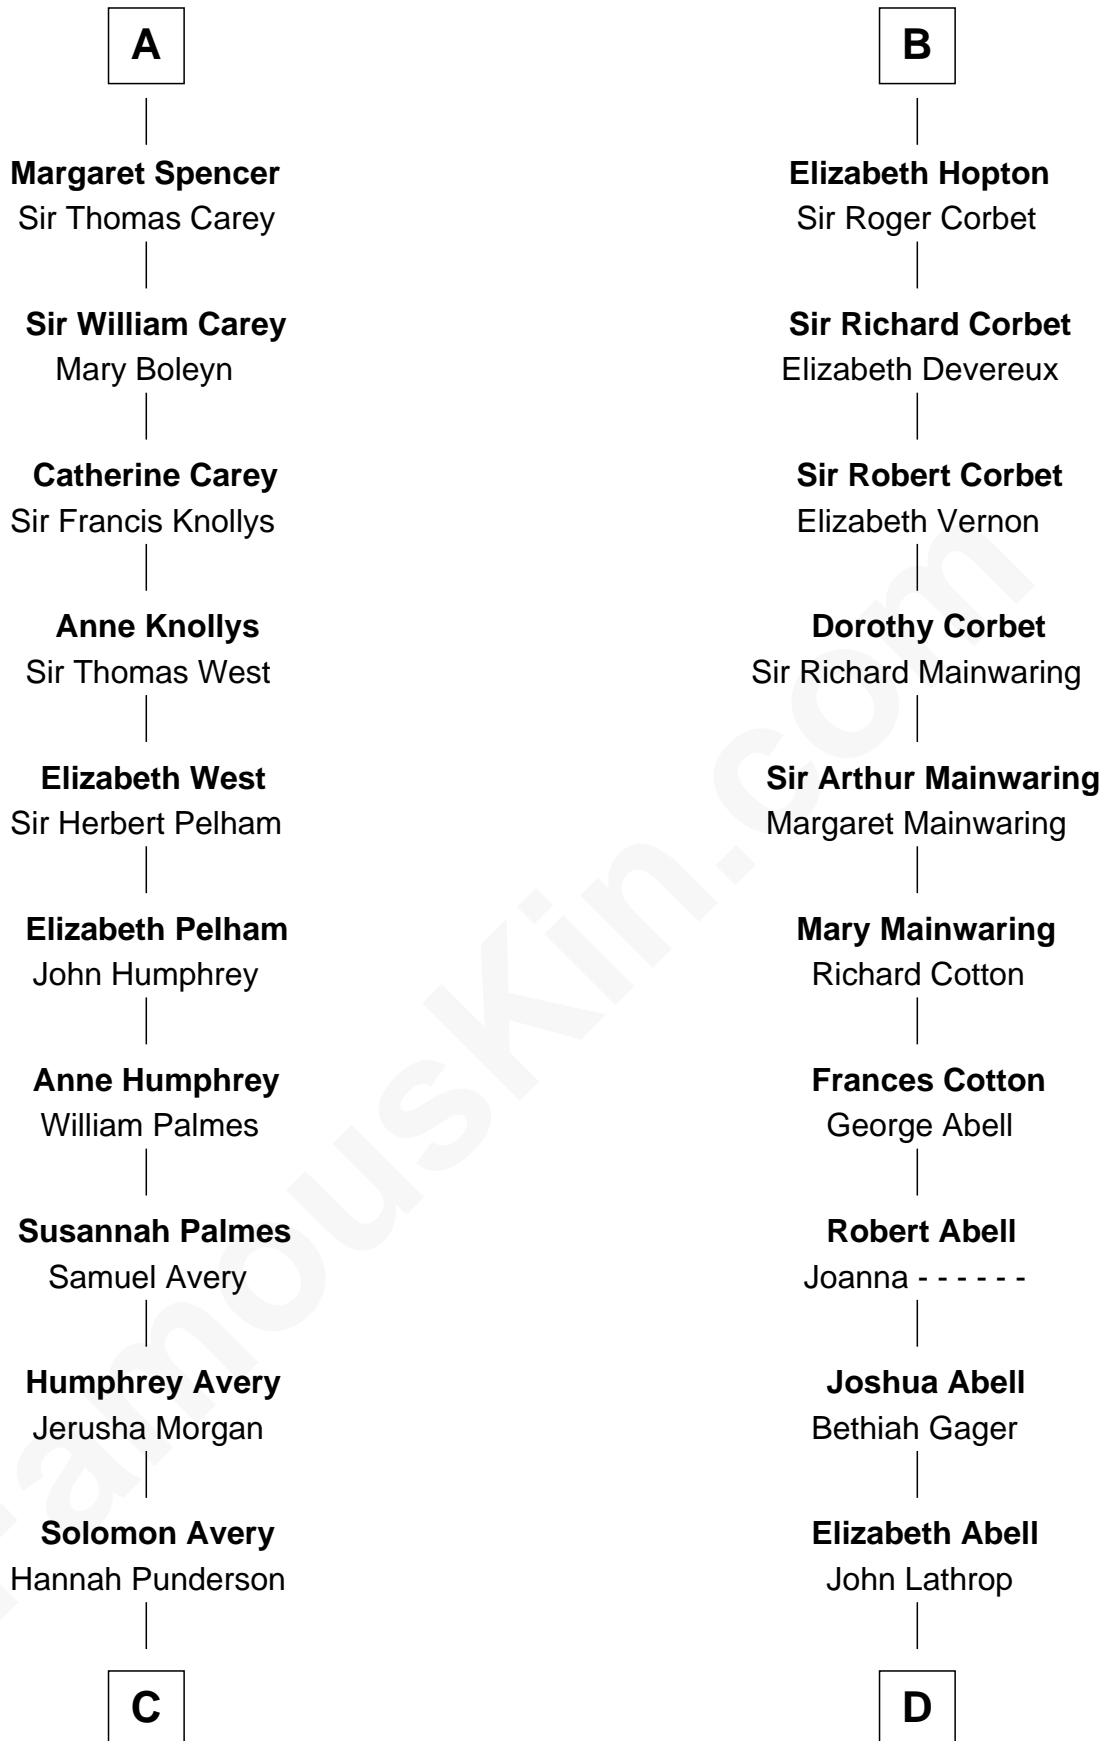 A
Margaret Spencer
Sir Thomas Carey
Sir William Carey
Mary Boleyn
Catherine Carey
Sir Francis Knollys
Anne Knollys
Sir Thomas West
Elizabeth West
Sir Herbert Pelham
Elizabeth Pelham
John Humphrey
Anne Humphrey
William Palmes
Susannah Palmes
Samuel Avery
Humphrey Avery
Jerusha Morgan
Solomon Avery
Hannah Punderson
C
B
Elizabeth Hopton
Sir Roger Corbet
Sir Richard Corbet
Elizabeth Devereux
Sir Robert Corbet
Elizabeth Vernon
Dorothy Corbet
Sir Richard Mainwaring
Sir Arthur Mainwaring
Margaret Mainwaring
Mary Mainwaring
Richard Cotton
Frances Cotton
George Abell
Robert Abell
Joanna - - - - - -
Joshua Abell
Bethiah Gager
Elizabeth Abell
John Lathrop
D
FamousKin.com